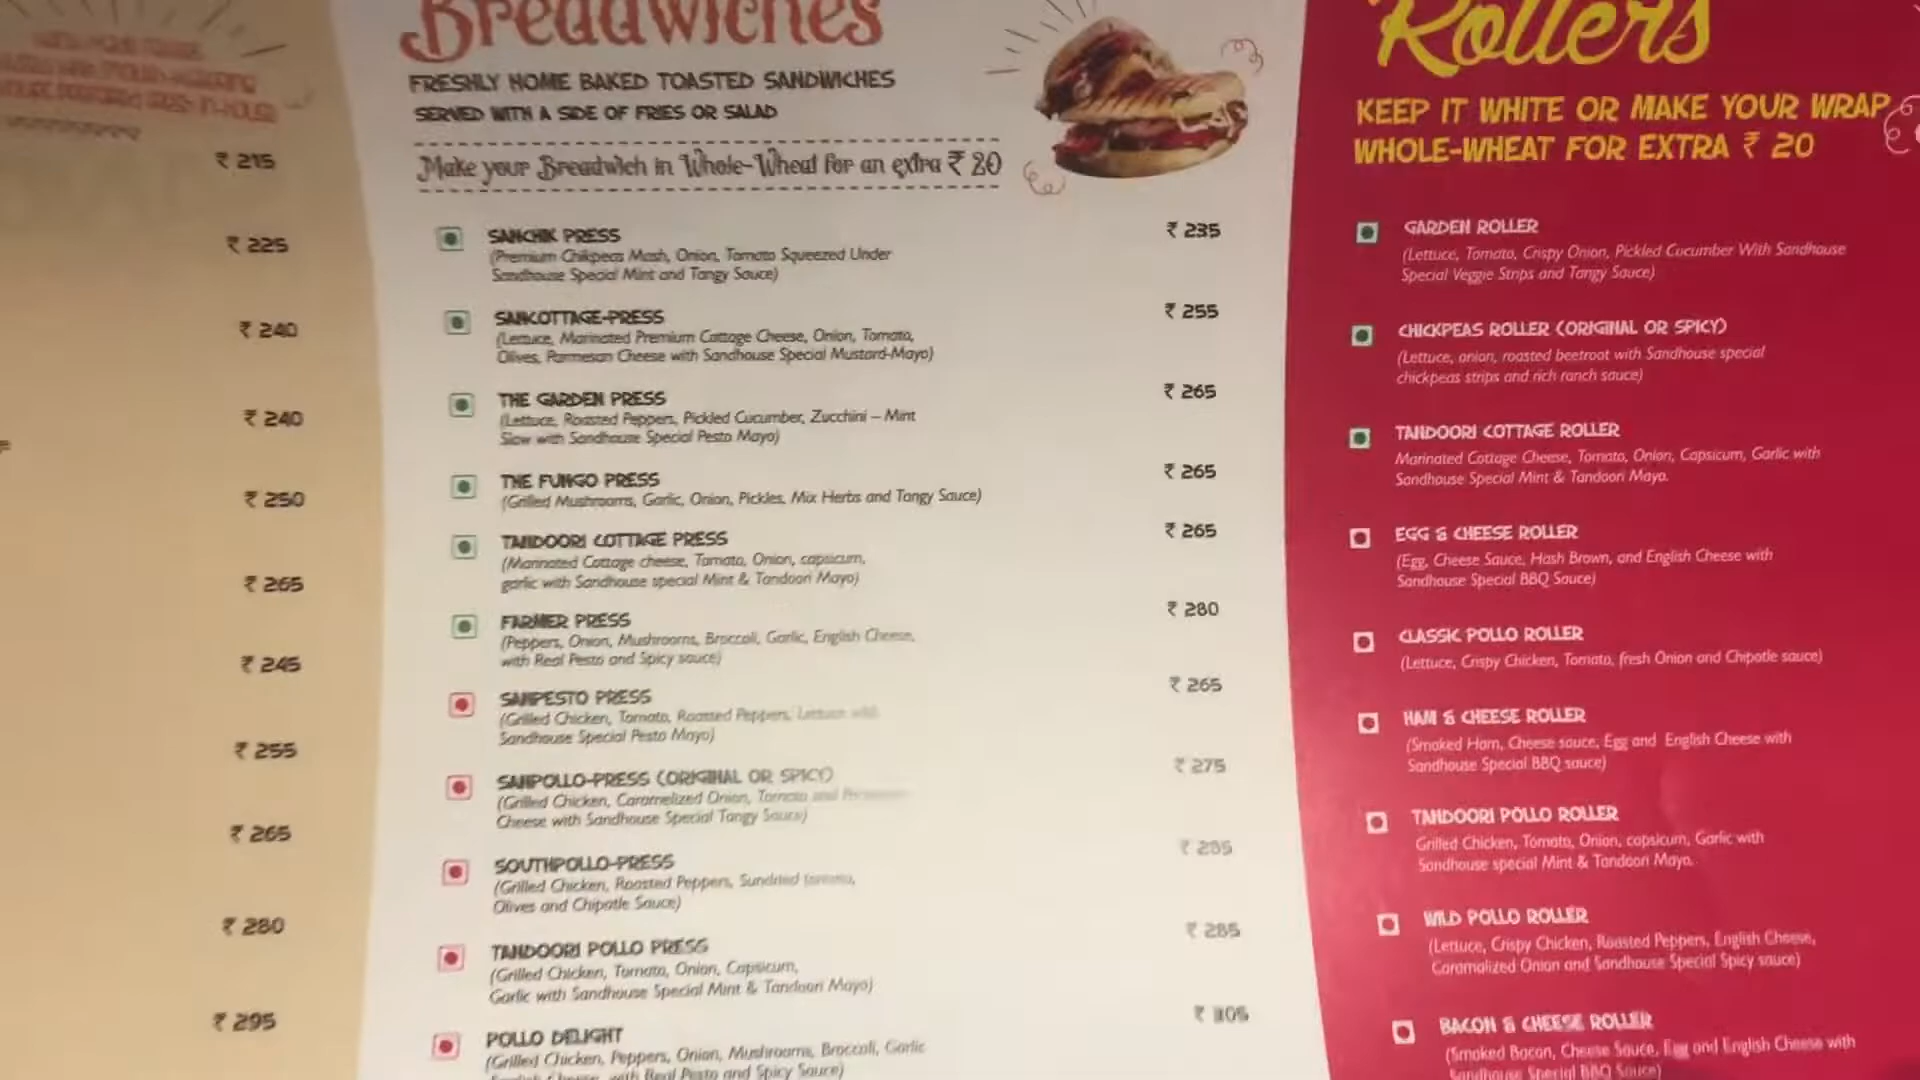 ₹ 215
₹ 225
₹ 240
₹ 240
₹ 250
₹ 265
₹ 245
₹ 255
₹ 265
₹ 280
₹ 295
Breadwiches
FRESHLY HOME BAKED TOASTED SANDWICHES
SERVED WITH A SIDE OF FRIES OR SALAD
Make your Breadwich in Whole-Wheat for an extra ₹ 20
SANCHIK PRESS ₹ 235
(Premium Chikpeas Mash, Onion, Tomato Squeezed Under
Sandhouse Special Mint and Tangy Sauce)
SANCOTTAGE-PRESS ₹ 255
(Lettuce, Marinated Premium Cottage Cheese, Onion, Tomato,
Olives, Parmesan Cheese with Sandhouse Special Mustard-Mayo)
THE GARDEN PRESS ₹ 265
(Lettuce, Roasted Peppers, Pickled Cucumber, Zucchini – Mint
Slaw with Sandhouse Special Pesto Mayo)
THE FUNGO PRESS ₹ 265
(Grilled Mushrooms, Garlic, Onion, Pickles, Mix Herbs and Tangy Sauce)
TANDOORI COTTAGE PRESS ₹ 265
(Marinated Cottage cheese, Tomato, Onion, capsicum,
garlic with Sandhouse special Mint & Tandoori Mayo)
FARMER PRESS ₹ 280
(Peppers, Onion, Mushrooms, Broccoli, Garlic, English Cheese,
with Real Pesto and Spicy sauce)
SANPESTO PRESS ₹ 265
(Grilled Chicken, Tomato, Roasted Peppers, Lettuce with
Sandhouse Special Pesto Mayo)
SANPOLLO-PRESS (ORIGINAL OR SPICY) ₹ 275
(Grilled Chicken, Caramelized Onion, Tomato and
Cheese with Sandhouse Special Tangy Sauce)
SOUTHPOLLO-PRESS ₹ 285
(Grilled Chicken, Roasted Peppers, Sundried tomato,
Olives and Chipotle Sauce)
TANDOORI POLLO PRESS ₹ 285
(Grilled Chicken, Tomato, Onion, Capsicum,
Garlic with Sandhouse Special Mint & Tandoori Mayo)
POLLO DELIGHT ₹ 305
(Grilled Chicken, Peppers, Onion, Mushrooms, Broccoli, Garlic
with Real Pesto and Spicy Sauce)
Rollers
KEEP IT WHITE OR MAKE YOUR WRAP
WHOLE-WHEAT FOR EXTRA ₹ 20
GARDEN ROLLER
(Lettuce, Tomato, Crispy Onion, Pickled Cucumber With Sandhouse
Special Veggie Strips and Tangy Sauce)
CHICKPEAS ROLLER (ORIGINAL OR SPICY)
(Lettuce, onion, roasted beetroot with Sandhouse special
chickpeas strips and rich ranch sauce)
TANDOORI COTTAGE ROLLER
Marinated Cottage Cheese, Tomato, Onion, Capsicum, Garlic with
Sandhouse Special Mint & Tandoori Mayo.
EGG & CHEESE ROLLER
(Egg, Cheese Sauce, Hash Brown, and English Cheese with
Sandhouse Special BBQ Sauce)
CLASSIC POLLO ROLLER
(Lettuce, Crispy Chicken, Tomato, fresh Onion and Chipotle sauce)
HAM & CHEESE ROLLER
(Smoked Ham, Cheese sauce, Egg and English Cheese with
Sandhouse Special BBQ sauce)
TANDOORI POLLO ROLLER
Grilled Chicken, Tomato, Onion, capsicum, Garlic with
Sandhouse special Mint & Tandoori Mayo.
WILD POLLO ROLLER
(Lettuce, Crispy Chicken, Roasted Peppers, English Cheese,
Caramalized Onion and Sandhouse Special Spicy sauce)
BACON & CHEESE ROLLER
(Smoked Bacon, Cheese Sauce, Egg and English Cheese with
Sandhouse Special BBQ Sauce)